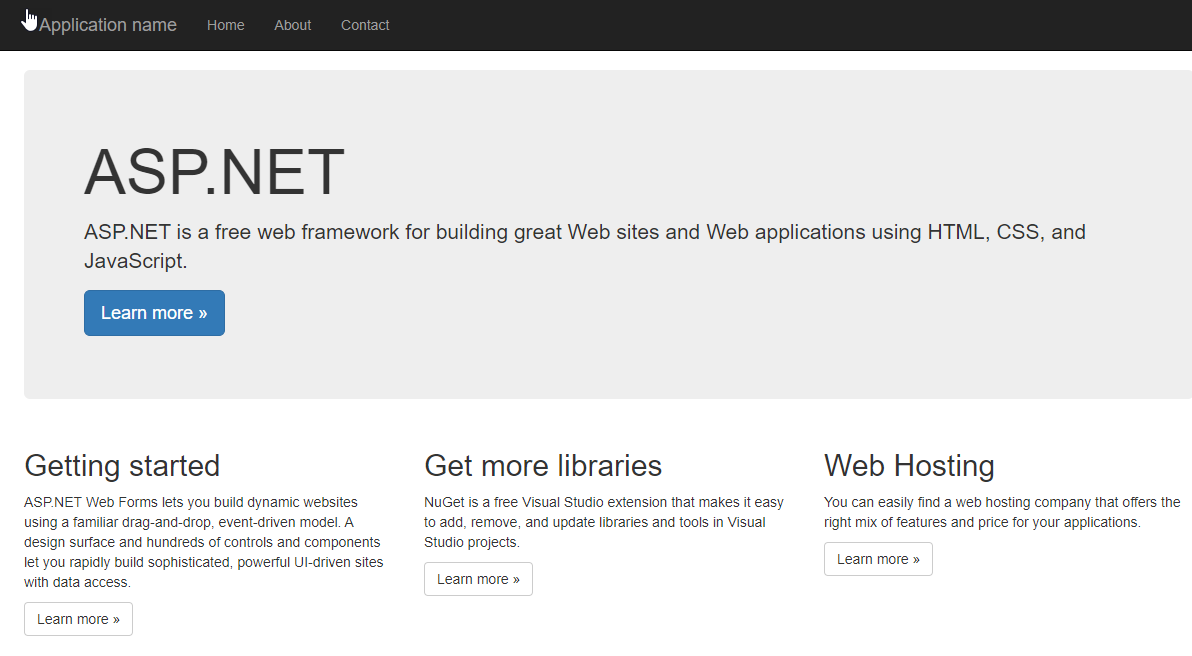 Application name Home About Contact
ASP.NET
ASP.NET is a free web framework for building great Web sites and Web applications using HTML, CSS, and
JavaScript.
Learn more »
Getting started
ASP.NET Web Forms lets you build dynamic websites
using a familiar drag-and-drop, event-driven model. A
design surface and hundreds of controls and components
let you rapidly build sophisticated, powerful UI-driven sites
with data access.
Learn more »
Get more libraries
NuGet is a free Visual Studio extension that makes it easy
to add, remove, and update libraries and tools in Visual
Studio projects.
Learn more »
Web Hosting
You can easily find a web hosting company that offers the
right mix of features and price for your applications.
Learn more »